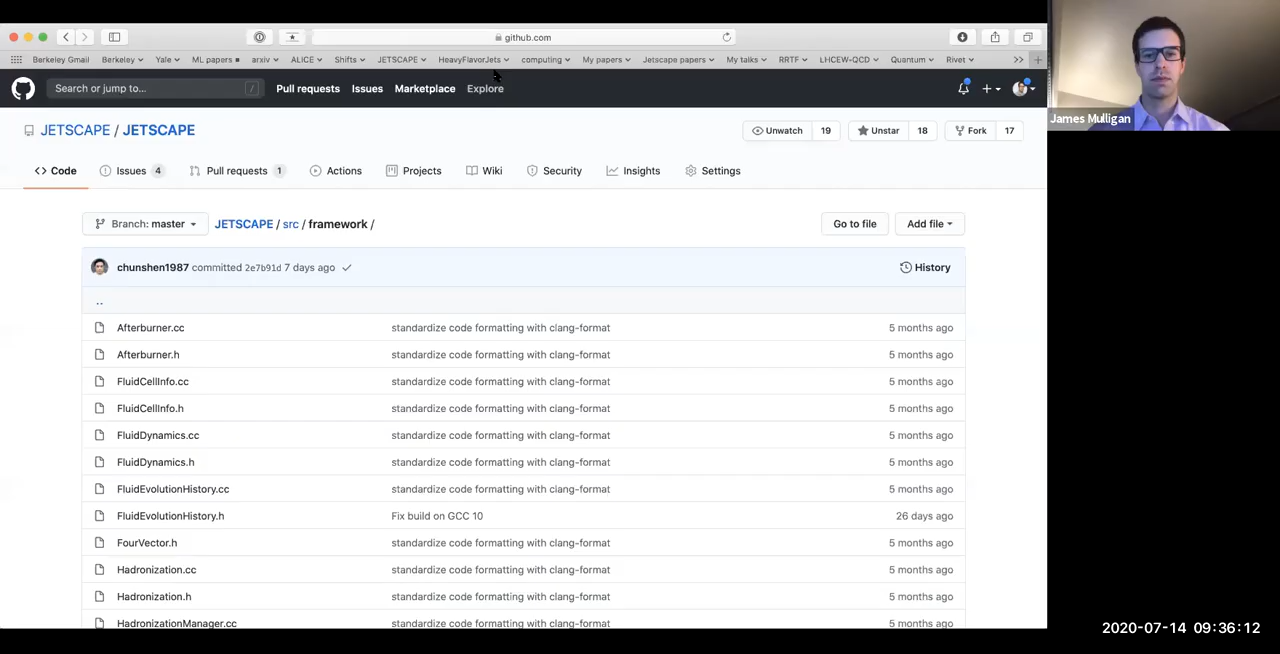 github.com
Berkeley Gmail Berkeley Yale ML papers arxiv ALICE Shifts JETSCAPE HeavyFlavorJets computing My papers Jetscape papers My talks RRTF LHCEW-QCD Quantum Rivet
Search or jump to... / Pull requests Issues Marketplace Explore
James Mulligan
JETSCAPE / JETSCAPE Unwatch 19 Unstar 18 Fork 17
Code Issues 4 Pull requests 1 Actions Projects Wiki Security Insights Settings
Branch: master JETSCAPE / src / framework / Go to file Add file
chunshen1987 committed 2e7b91d 7 days ago History
..
Afterburner.cc standardize code formatting with clang-format 5 months ago
Afterburner.h standardize code formatting with clang-format 5 months ago
FluidCellInfo.cc standardize code formatting with clang-format 5 months ago
FluidCellInfo.h standardize code formatting with clang-format 5 months ago
FluidDynamics.cc standardize code formatting with clang-format 5 months ago
FluidDynamics.h standardize code formatting with clang-format 5 months ago
FluidEvolutionHistory.cc standardize code formatting with clang-format 5 months ago
FluidEvolutionHistory.h Fix build on GCC 10 26 days ago
FourVector.h standardize code formatting with clang-format 5 months ago
Hadronization.cc standardize code formatting with clang-format 5 months ago
Hadronization.h standardize code formatting with clang-format 5 months ago
HadronizationManager.cc standardize code formatting with clang-format 5 months ago
2020-07-14 09:36:12